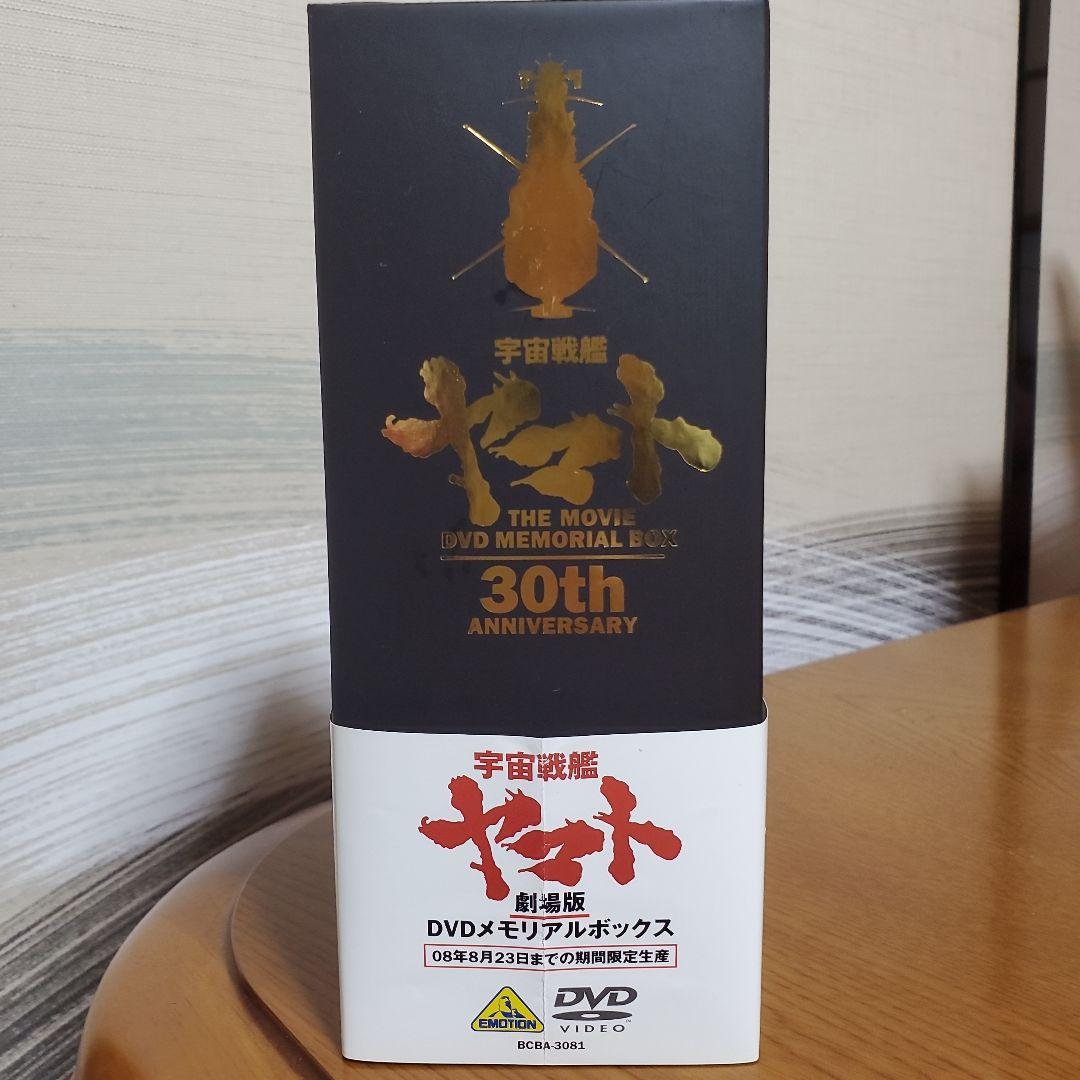 宇宙戦艦
ヤマト
THE MOVIE
DVD MEMORIAL BOX
30th
ANNIVERSARY
宇宙戦艦
ヤマト
劇場版
DVDメモリアルボックス
08年8月23日までの期間限定生産
EMOTION
DVD
VIDEO
BCBA-3081